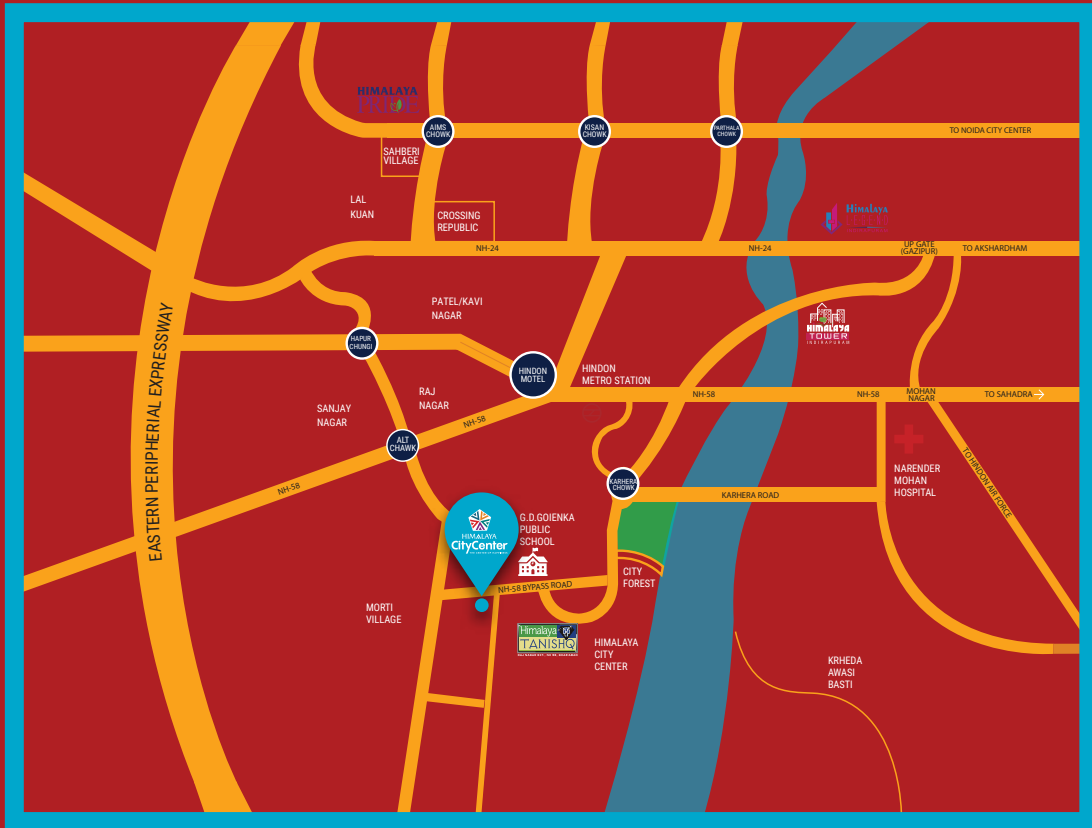 HIMALAYA
PRIDE
AIMS
CHOWK
KISAN
CHOWK
PARTHALA
CHOWK
TO NOIDA CITY CENTER
SAHBERI
VILLAGE
LAL
KUAN
CROSSING
REPUBLIC
Himalaya
NH-24
NH-24
UP GATE
(GAZIPUR)
TO AKSHARDHAM
EASTERN PERIPHERIAL EXPRESSWAY
PATEL/KAVI
NAGAR
HAPUR
CHUNGI
HIMALAYA
TOWER
INDIRAPURAM
HINDON
MOTEL
HINDON
METRO STATION
RAJ
NAGAR
SANJAY
NAGAR
NH-58
NH-58
NH-58
MOHAN
NAGAR
TO SAHADRA
ALT
CHAWK
NH-58
KARHERA
CHOWK
KARHERA ROAD
NARENDER
MOHAN
HOSPITAL
TO HINDON AIR FORCE
HIMALAYA
CityCenter
G.D.GOIENKA
PUBLIC
SCHOOL
CITY
FOREST
NH-58 BYPASS ROAD
MORTI
VILLAGE
Himalaya
TANISHQ
HIMALAYA
CITY
CENTER
KRHEDA
AWASI
BASTI